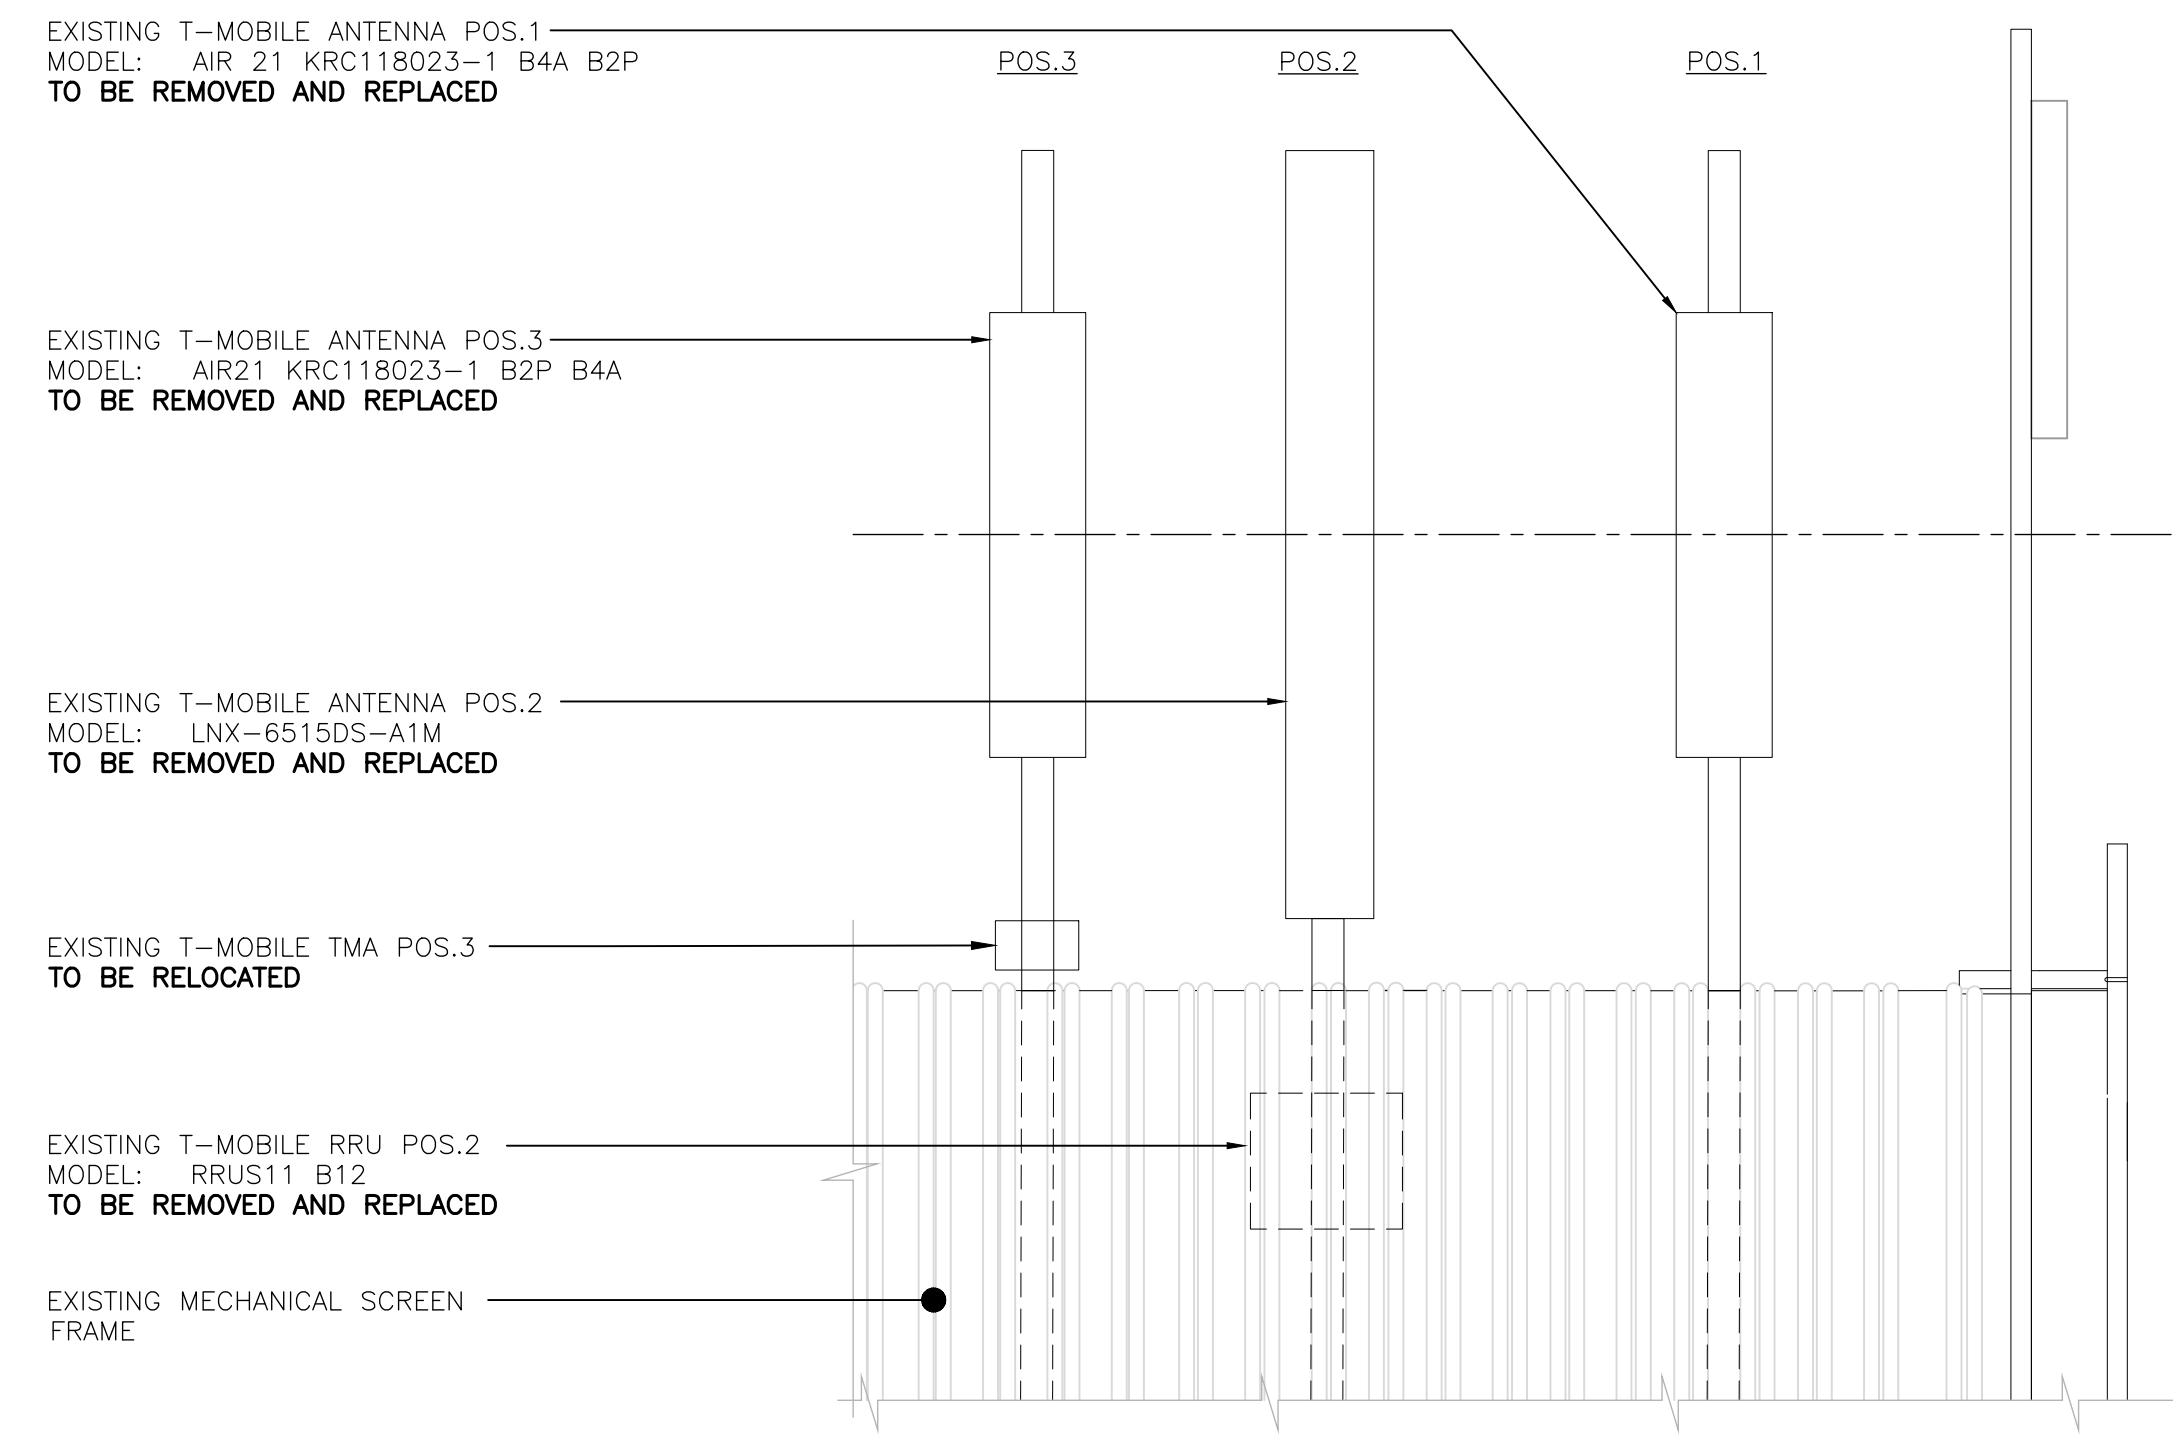 EXISTING T-MOBILE ANTENNA POS.1
MODEL: AIR 21 KRC118023-1 B4A B2P
TO BE REMOVED AND REPLACED
POS.3
POS.2
POS.1
EXISTING T-MOBILE ANTENNA POS.3
MODEL: AIR21 KRC118023-1 B2P B4A
TO BE REMOVED AND REPLACED
EXISTING T-MOBILE ANTENNA POS.2
MODEL: LNX-6515DS-A1M
TO BE REMOVED AND REPLACED
EXISTING T-MOBILE TMA POS.3
TO BE RELOCATED
EXISTING T-MOBILE RRU POS.2
MODEL: RRUS11 B12
TO BE REMOVED AND REPLACED
EXISTING MECHANICAL SCREEN
FRAME